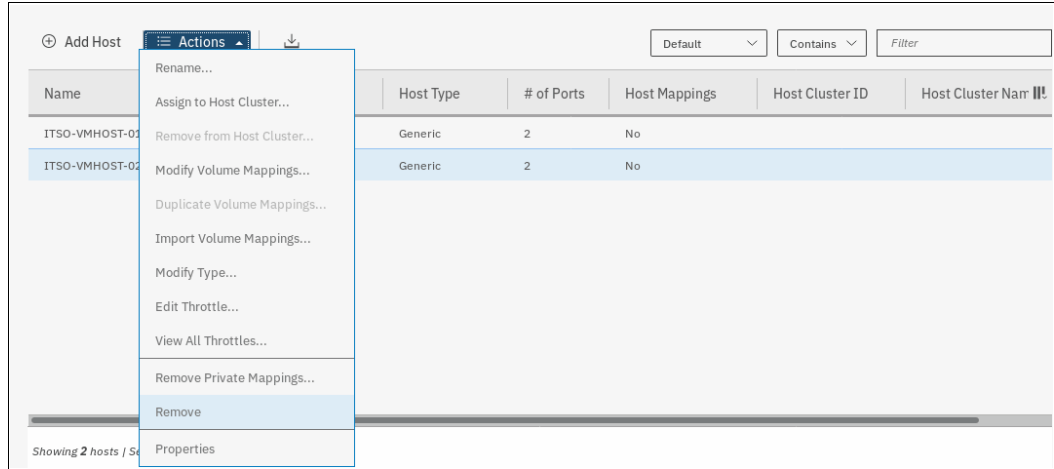 Add Host Actions Default Contains Filter
Name Host Type # of Ports Host Mappings Host Cluster ID Host Cluster Nam
ITSO-VMHOST-01 Generic 2 No
ITSO-VMHOST-02 Generic 2 No
Rename...
Assign to Host Cluster...
Remove from Host Cluster...
Modify Volume Mappings...
Duplicate Volume Mappings...
Import Volume Mappings...
Modify Type...
Edit Throttle...
View All Throttles...
Remove Private Mappings...
Remove
Properties
Showing 2 hosts | Se